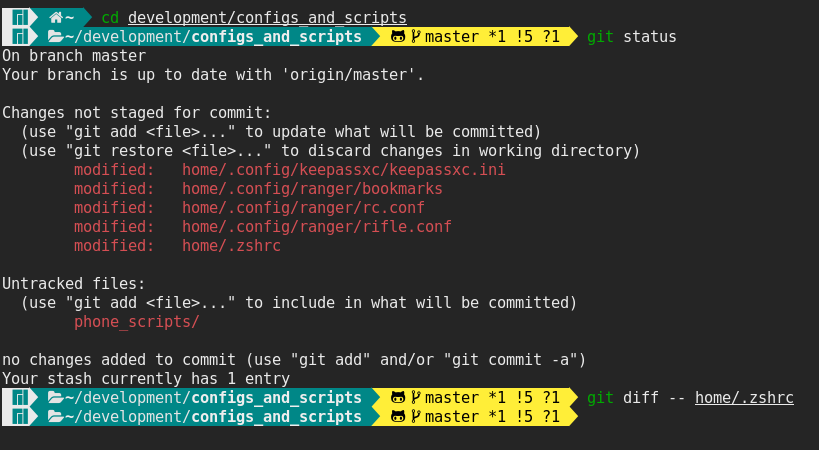 ~ cd development/configs_and_scripts
~/development/configs_and_scripts master *1 !5 ?1 git status
On branch master
Your branch is up to date with 'origin/master'.
Changes not staged for commit:
(use "git add <file>..." to update what will be committed)
(use "git restore <file>..." to discard changes in working directory)
modified: home/.config/keepassxc/keepassxc.ini
modified: home/.config/ranger/bookmarks
modified: home/.config/ranger/rc.conf
modified: home/.config/ranger/rifle.conf
modified: home/.zshrc
Untracked files:
(use "git add <file>..." to include in what will be committed)
phone_scripts/
no changes added to commit (use "git add" and/or "git commit -a")
Your stash currently has 1 entry
~/development/configs_and_scripts master *1 !5 ?1 git diff -- home/.zshrc
~/development/configs_and_scripts master *1 !5 ?1